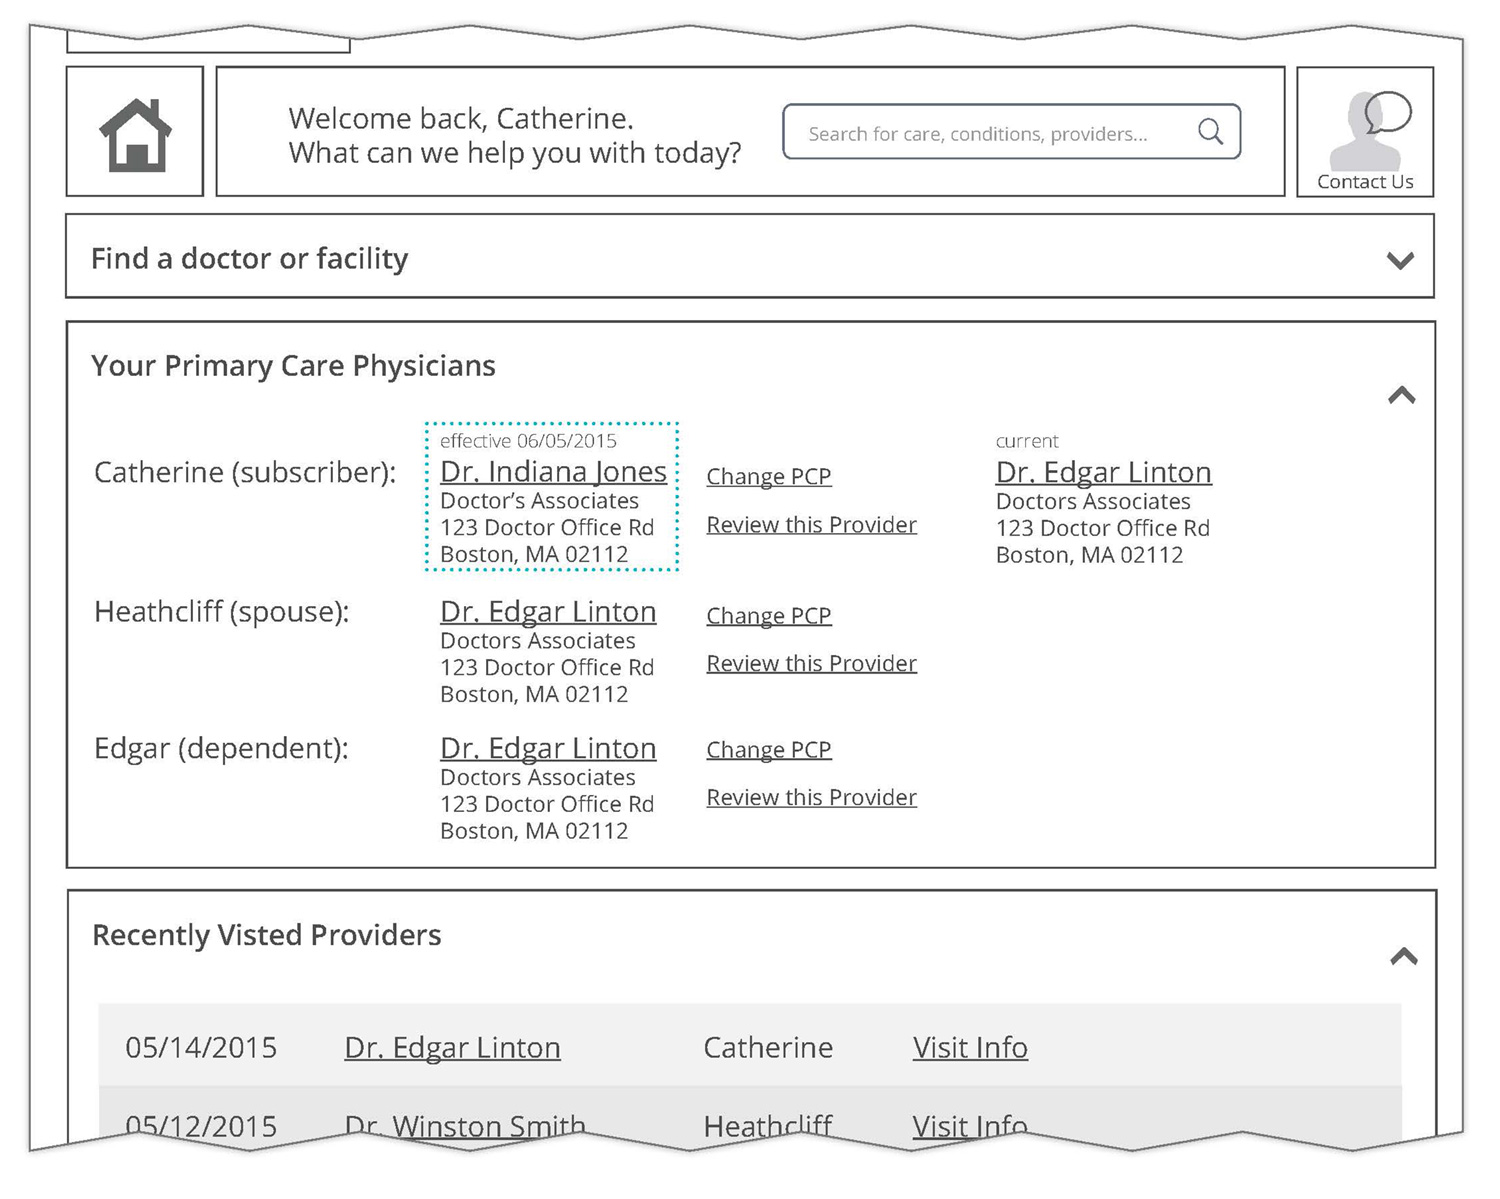 Welcome back, Catherine.
What can we help you with today?
Search for care, conditions, providers...
Contact Us
Find a doctor or facility
Your Primary Care Physicians
Catherine (subscriber):
effective 06/05/2015
Dr. Indiana Jones
Doctor's Associates
123 Doctor Office Rd
Boston, MA 02112
Change PCP
Review this Provider
current
Dr. Edgar Linton
Doctors Associates
123 Doctor Office Rd
Boston, MA 02112
Heathcliff (spouse):
Dr. Edgar Linton
Doctors Associates
123 Doctor Office Rd
Boston, MA 02112
Change PCP
Review this Provider
Edgar (dependent):
Dr. Edgar Linton
Doctors Associates
123 Doctor Office Rd
Boston, MA 02112
Change PCP
Review this Provider
Recently Visted Providers
05/14/2015 Dr. Edgar Linton Catherine Visit Info
05/12/2015 Dr. Winston Smith Heathcliff Visit Info